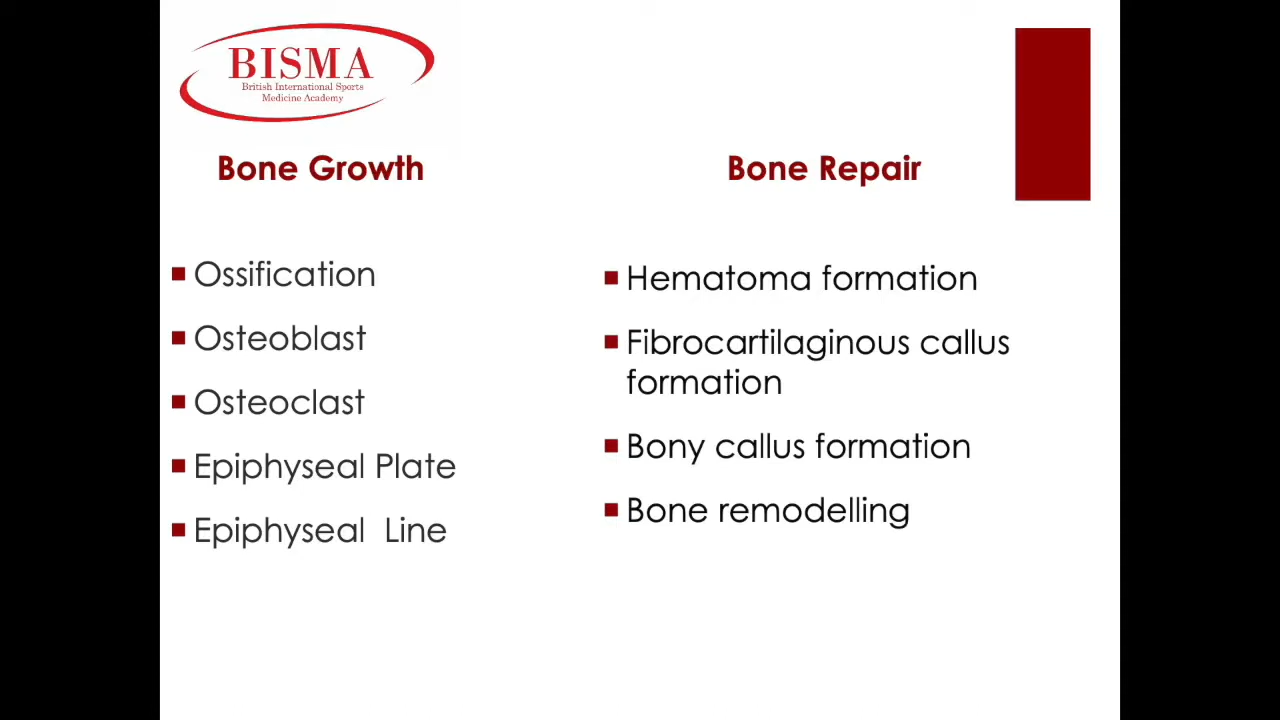 BISMA
British International Sports
Medicine Academy
Bone Growth
Ossification
Osteoblast
Osteoclast
Epiphyseal Plate
Epiphyseal Line
Bone Repair
Hematoma formation
Fibrocartilaginous callus
formation
Bony callus formation
Bone remodelling